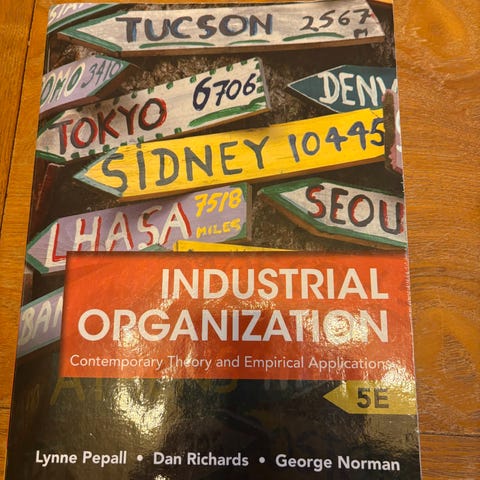 TUCSON 2567
M
3410
DENV
TOKYO 6706
SIDNEY 10445
LHASA 7518
MILES
SEOU
INDUSTRIAL
ORGANIZATION
Contemporary Theory and Empirical Applications
5E
Lynne Pepall • Dan Richards • George Norman